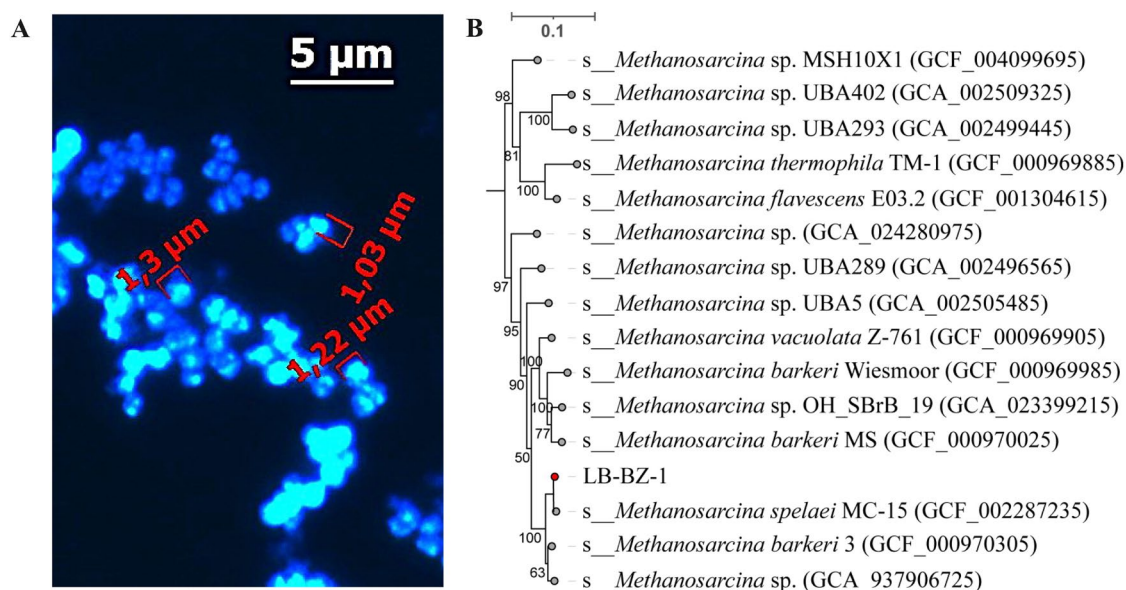 A
5 µm
1,3 µm
1,03 µm
1,22 µm
B
0.1
98
s__Methanosarcina sp. MSH10X1 (GCF_004099695)
s__Methanosarcina sp. UBA402 (GCA_002509325)
100
s__Methanosarcina sp. UBA293 (GCA_002499445)
81
s__Methanosarcina thermophila TM-1 (GCF_000969885)
100
s__Methanosarcina flavescens E03.2 (GCF_001304615)
s__Methanosarcina sp. (GCA_024280975)
97
s__Methanosarcina sp. UBA289 (GCA_002496565)
s__Methanosarcina sp. UBA5 (GCA_002505485)
95
s__Methanosarcina vacuolata Z-761 (GCF_000969905)
100
s__Methanosarcina barkeri Wiesmoor (GCF_000969985)
90
s__Methanosarcina sp. OH_SBrB_19 (GCA_023399215)
100
77
s__Methanosarcina barkeri MS (GCF_000970025)
50
LB-BZ-1
s__Methanosarcina spelaei MC-15 (GCF_002287235)
100
s__Methanosarcina barkeri 3 (GCF_000970305)
63
s__Methanosarcina sp. (GCA_937906725)